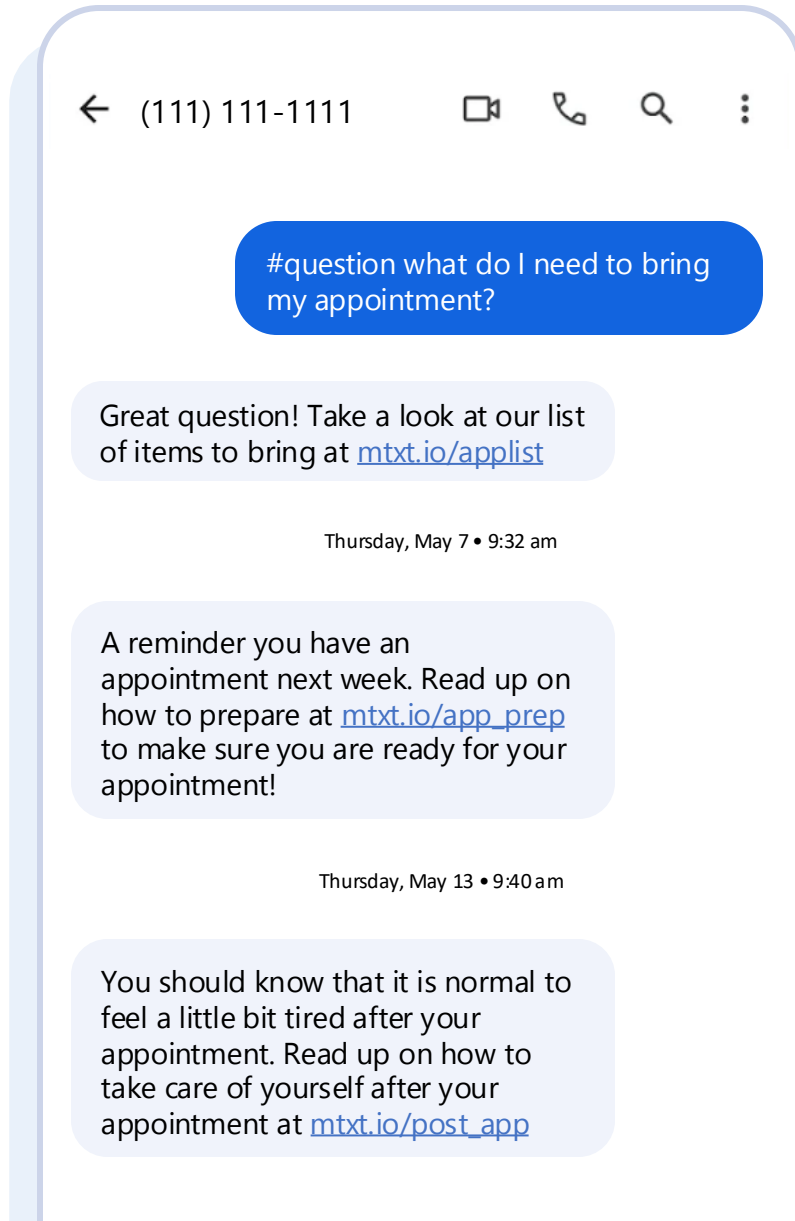 (111) 111-1111
#question what do I need to bring
my appointment?
Great question! Take a look at our list
of items to bring at mtxt.io/applist
Thursday, May 7 • 9:32 am
A reminder you have an
appointment next week. Read up on
how to prepare at mtxt.io/app_prep
to make sure you are ready for your
appointment!
Thursday, May 13 • 9:40 am
You should know that it is normal to
feel a little bit tired after your
appointment. Read up on how to
take care of yourself after your
appointment at mtxt.io/post_app